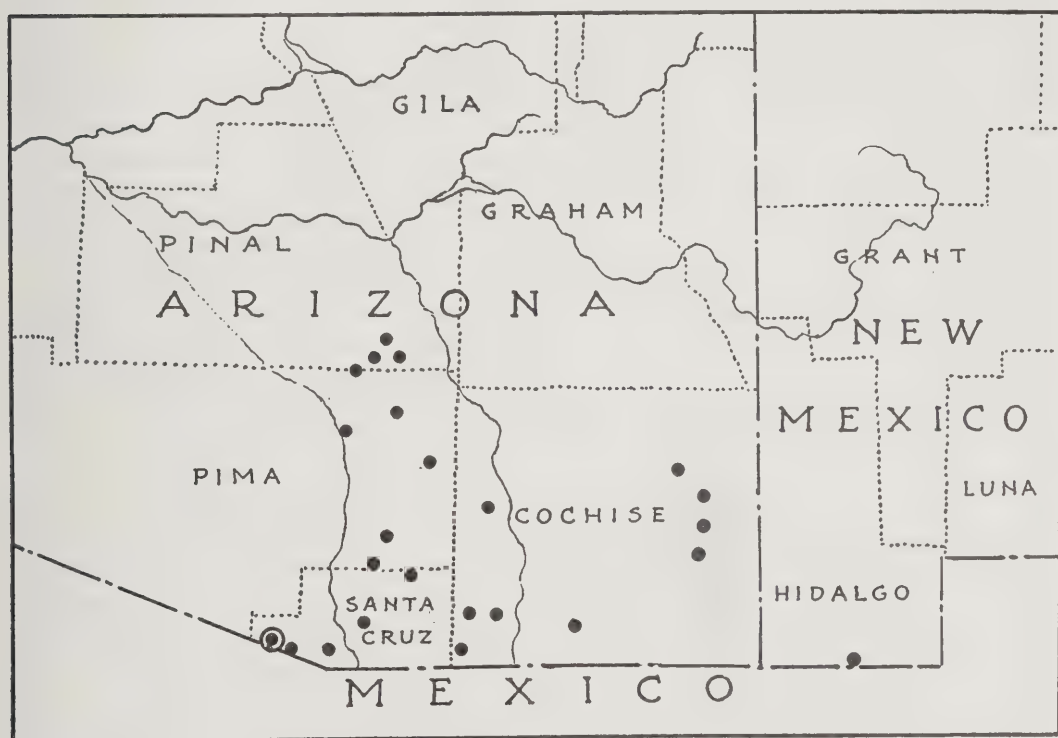 GILA
GRAHAM
PINAL
GRANT
ARIZONA
NEW
MEXICO
PIMA
LUNA
COCHISE
HIDALGO
SANTA
CRUZ
MEXICO